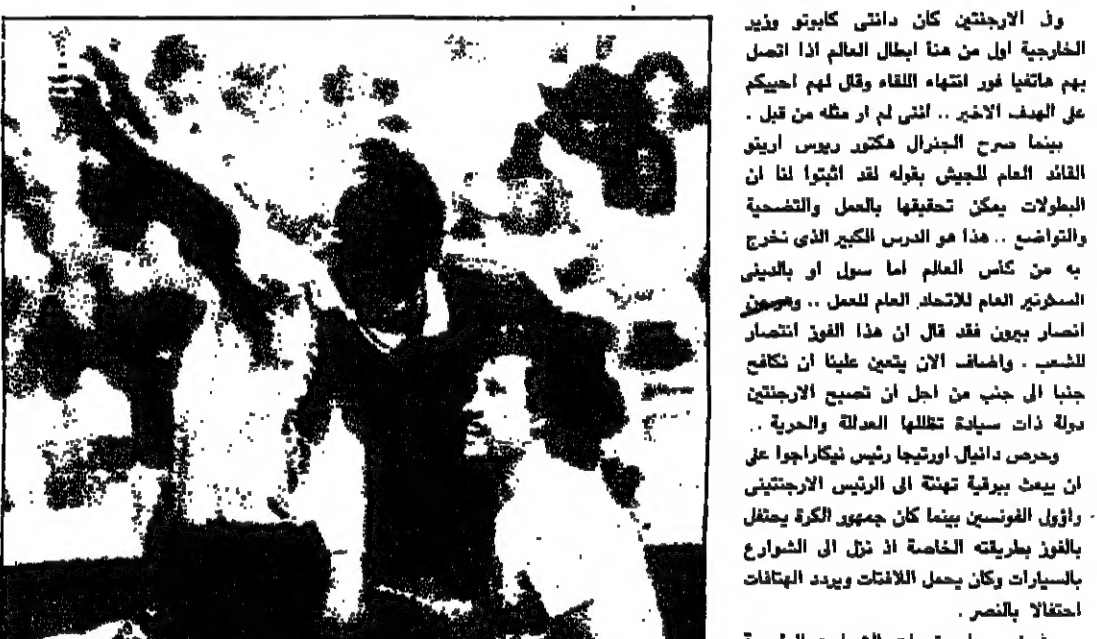 وفي الارجنتين كان دانتى كابوتو وزير
الخارجية اول من هنأ ابطال العالم اذا اتصل
بهم هاتفيا فور انتهاء اللقاء وقال لهم احييكم
على الهدف الاخير .. اننى لم ار مثله من قبل .
بينما صرح الجنرال هكتور ريوس اريتو
القائد العام للجيش بقوله لقد اثبتوا لنا ان
البطولات يمكن تحقيقها بالعمل والتضحية
والتواضع .. هذا هو الدرس الكبير الذى نخرج
به من كاس العالم اما سول او بالدينى
السكرتير العام للاتحاد العام للعمل ..
انصار بيرون فقد قال ان هذا الفوز انتصار
للشعب . واضاف الان يتعين علينا ان نكافح
جنبا الى جنب من اجل ان تصبح الارجنتين
دولة ذات سيادة تظللها العدالة والحرية ..
وحرص دانيال اورتيجا رئيس نيكاراجوا على
ان يبعث ببرقية تهنئة الى الرئيس الارجنتينى
راؤول الفونسين بينما كان جمهور الكرة يحتفل
بالفوز بطريقته الخاصة اذ نزل الى الشوارع
بالسيارات وكان يحمل اللافتات ويردد الهتافات
احتفالا بالنصر .